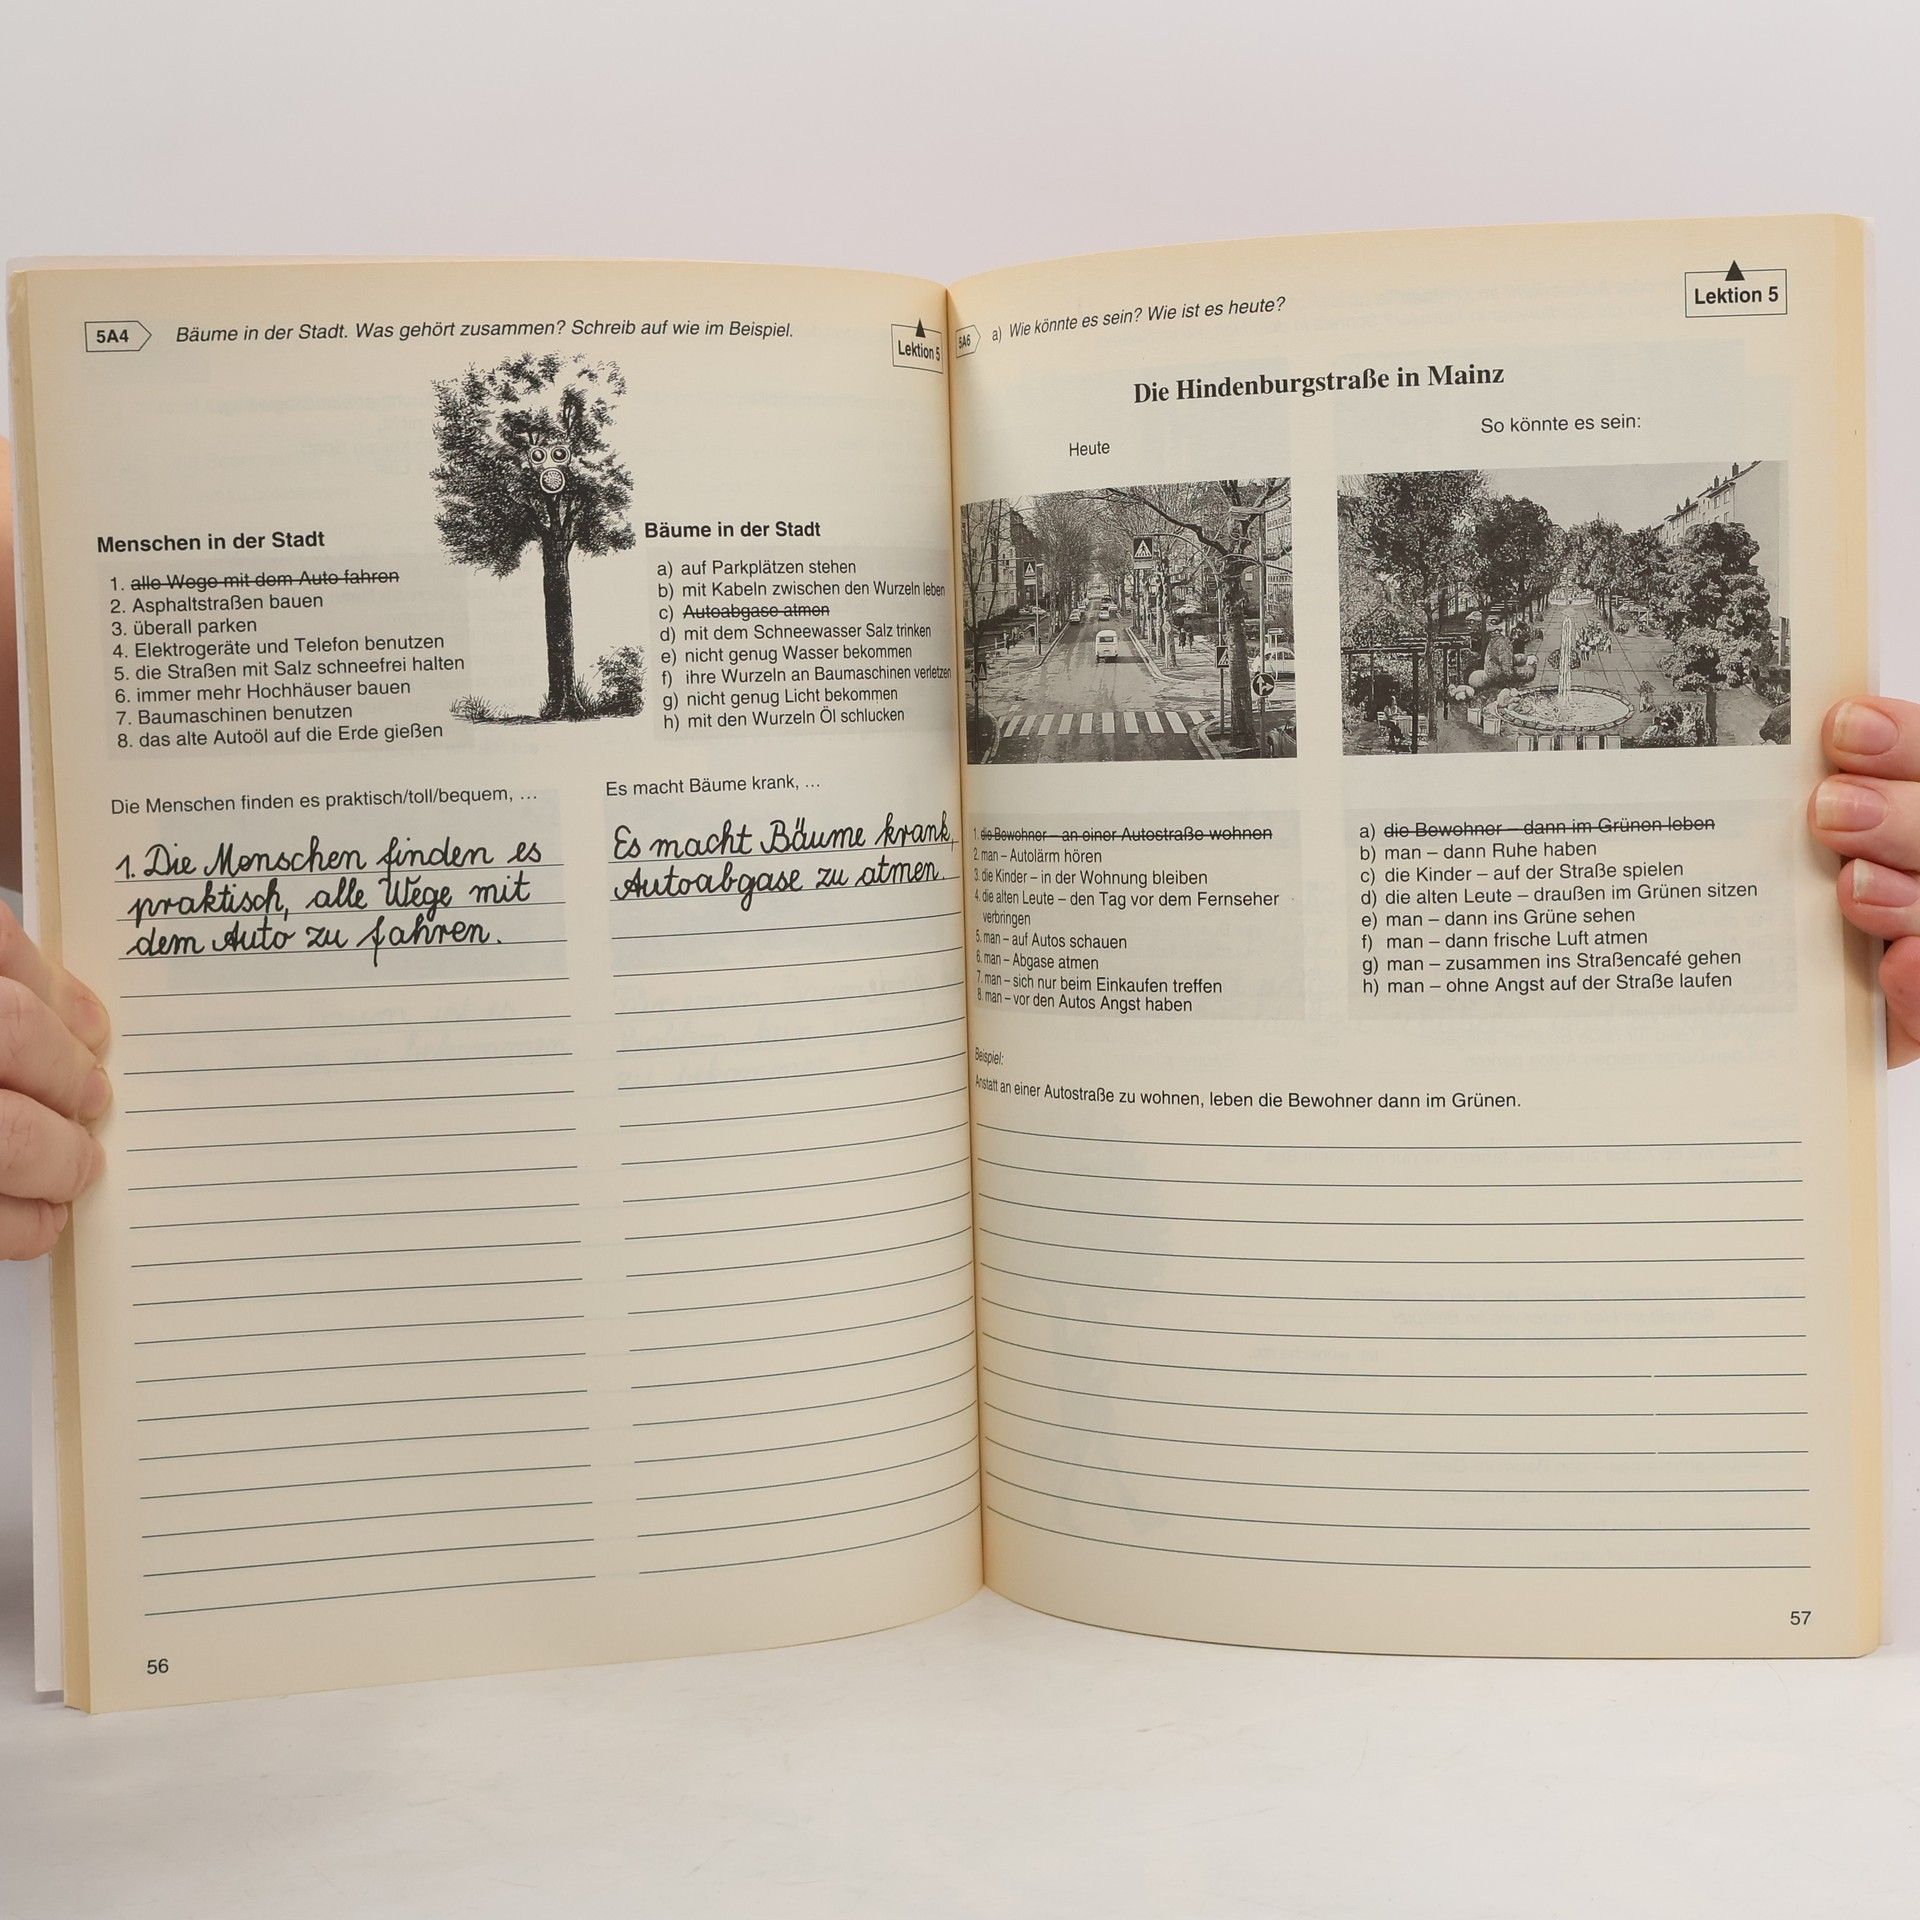 5A4
Bäume in der Stadt. Was gehört zusammen? Schreib auf wie im Beispiel.
Lektion 5
Menschen in der Stadt
1. alle Wege mit dem Auto fahren
2. Asphaltstraßen bauen
3. überall parken
4. Elektrogeräte und Telefon benutzen
5. die Straßen mit Salz schneefrei halten
6. immer mehr Hochhäuser bauen
7. Baumaschinen benutzen
8. das alte Autoöl auf die Erde gießen
Bäume in der Stadt
a) auf Parkplätzen stehen
b) mit Kabeln zwischen den Wurzeln leben
c) Autoabgase atmen
d) mit dem Schneewasser Salz trinken
e) nicht genug Wasser bekommen
f) ihre Wurzeln an Baumaschinen verletzen
g) nicht genug Licht bekommen
h) mit den Wurzeln Öl schlucken
Die Menschen finden es praktisch/toll/bequem, ...
1. Die Menschen finden es
praktisch, alle Wege mit
dem Auto zu fahren.
Es macht Bäume krank, ...
Es macht Bäume krank,
Autoabgase zu atmen.
56
5A6
a) Wie könnte es sein? Wie ist es heute?
Lektion 5
Die Hindenburgstraße in Mainz
Heute
So könnte es sein:
1. die Bewohner – an einer Autostraße wohnen
2. man – Autolärm hören
3. die Kinder – in der Wohnung bleiben
4. die alten Leute – den Tag vor dem Fernseher
verbringen
5. man – auf Autos schauen
6. man – Abgase atmen
7. man – sich nur beim Einkaufen treffen
8. man – vor den Autos Angst haben
a) die Bewohner – dann im Grünen leben
b) man – dann Ruhe haben
c) die Kinder – auf der Straße spielen
d) die alten Leute – draußen im Grünen sitzen
e) man – dann ins Grüne sehen
f) man – dann frische Luft atmen
g) man – zusammen ins Straßencafé gehen
h) man – ohne Angst auf der Straße laufen
Beispiel:
Anstatt an einer Autostraße zu wohnen, leben die Bewohner dann im Grünen.
57